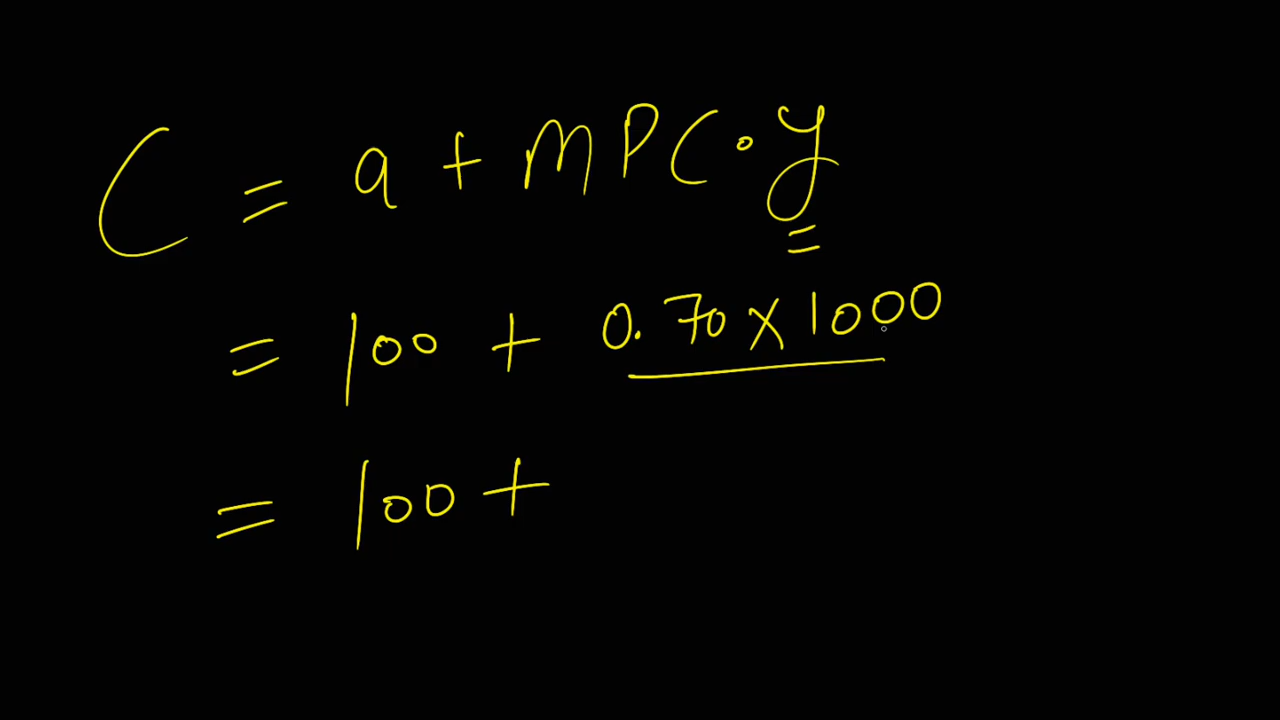 C = a + MPC · y
= 100 + 0.70 × 1000
= 100 +